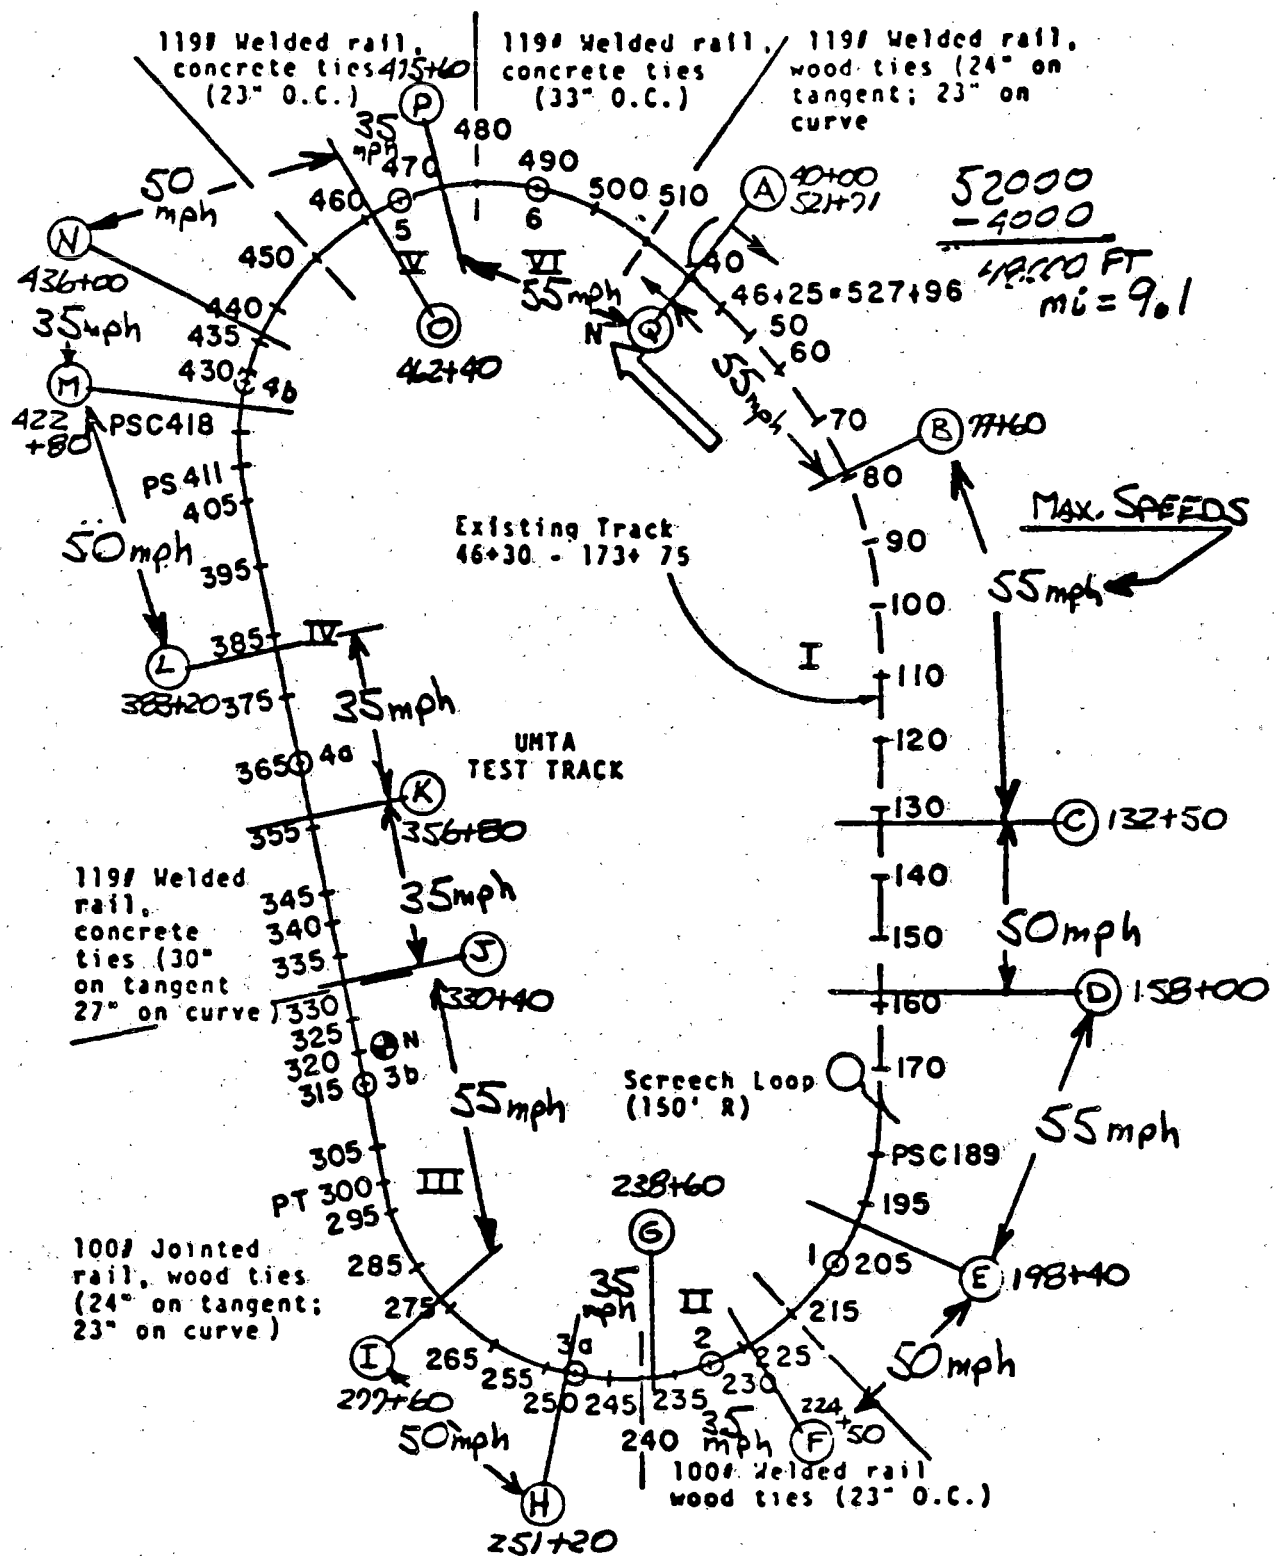 119# Welded rail,
concrete ties
(23" O.C.)
475+60
P
119# Welded rail,
concrete ties
(33" O.C.)
119# Welded rail,
wood ties (24" on
tangent; 23" on
curve
35
mph
480
470
490
500
510
A
40+00
521+71
52000
-4000
48000 FT
mi = 9.1
50
mph
460
5
6
N
436+00
450
V
VI
55mph
40
46+25=527+96
440
435
35mph
430
4b
O
462+40
N
Q
50
60
55mph
M
422
+80
PSC418
70
B
77+60
PS 411
80
405
MAX. SPEEDS
Existing Track
46+30 - 173+75
90
50mph
395
55mph
100
385
IV
I
L
383+20
375
35mph
110
UMTA
TEST TRACK
120
365
4a
K
356+80
130
C
132+50
355
119# Welded
rail,
concrete
ties (30"
on tangent
27" on curve)
345
35mph
140
340
335
J
330+40
150
50mph
330
160
D
158+00
325
N
320
3b
315
Screech Loop
(150' R)
170
55mph
55mph
305
PSC189
PT 300
III
238+60
295
195
G
100# Jointed
rail, wood ties
(24" on tangent;
23" on curve)
285
1
205
E
198+40
275
35
mph
II
215
I
277+60
265
3a
2
225
50mph
255
250
245
235
230
224
+50
F
50mph
240
35
mph
100# Welded rail
wood ties (23" O.C.)
H
251+20